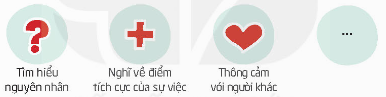 ?
...
Tìm hiểu
nguyên nhân
Nghĩ về điểm
tích cực của sự việc
Thông cảm
với người khác